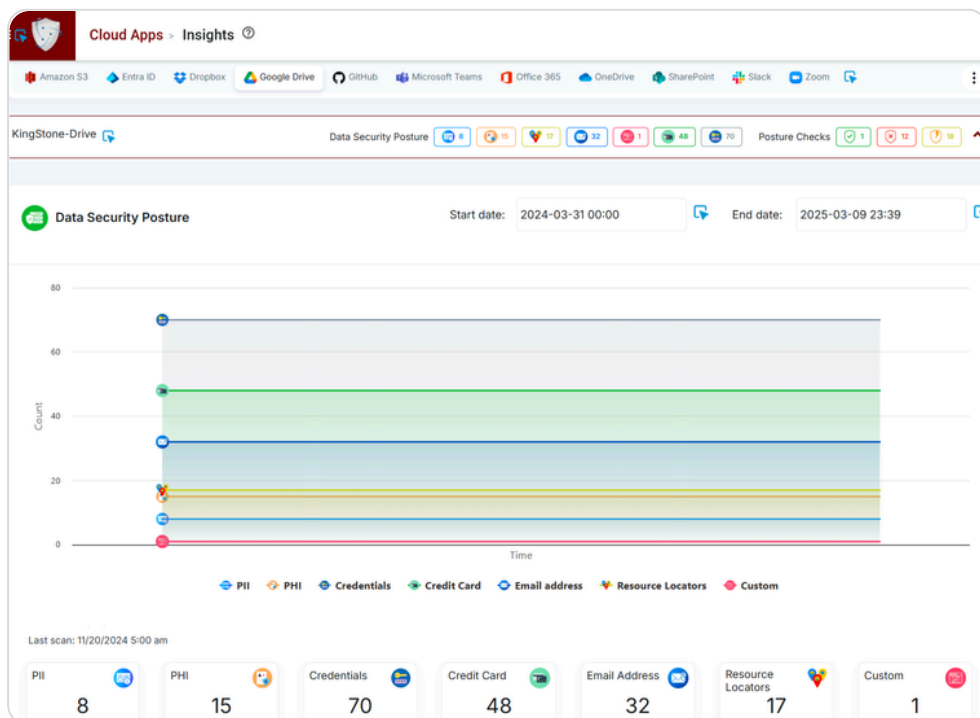 Cloud Apps > Insights
Amazon S3 Entra ID Dropbox Google Drive GitHub Microsoft Teams Office 365 OneDrive SharePoint Slack Zoom
KingStone-Drive Data Security Posture 8 15 17 32 1 48 70 Posture Checks 1 12 18
Data Security Posture Start date: 2024-03-31 00:00 End date: 2025-03-09 23:39
80
60
40
20
0
Count
Time
PII PHI Credentials Credit Card Email address Resource Locators Custom
Last scan: 11/20/2024 5:00 am
PII PHI Credentials Credit Card Email Address Resource Locators Custom
8 15 70 48 32 17 1